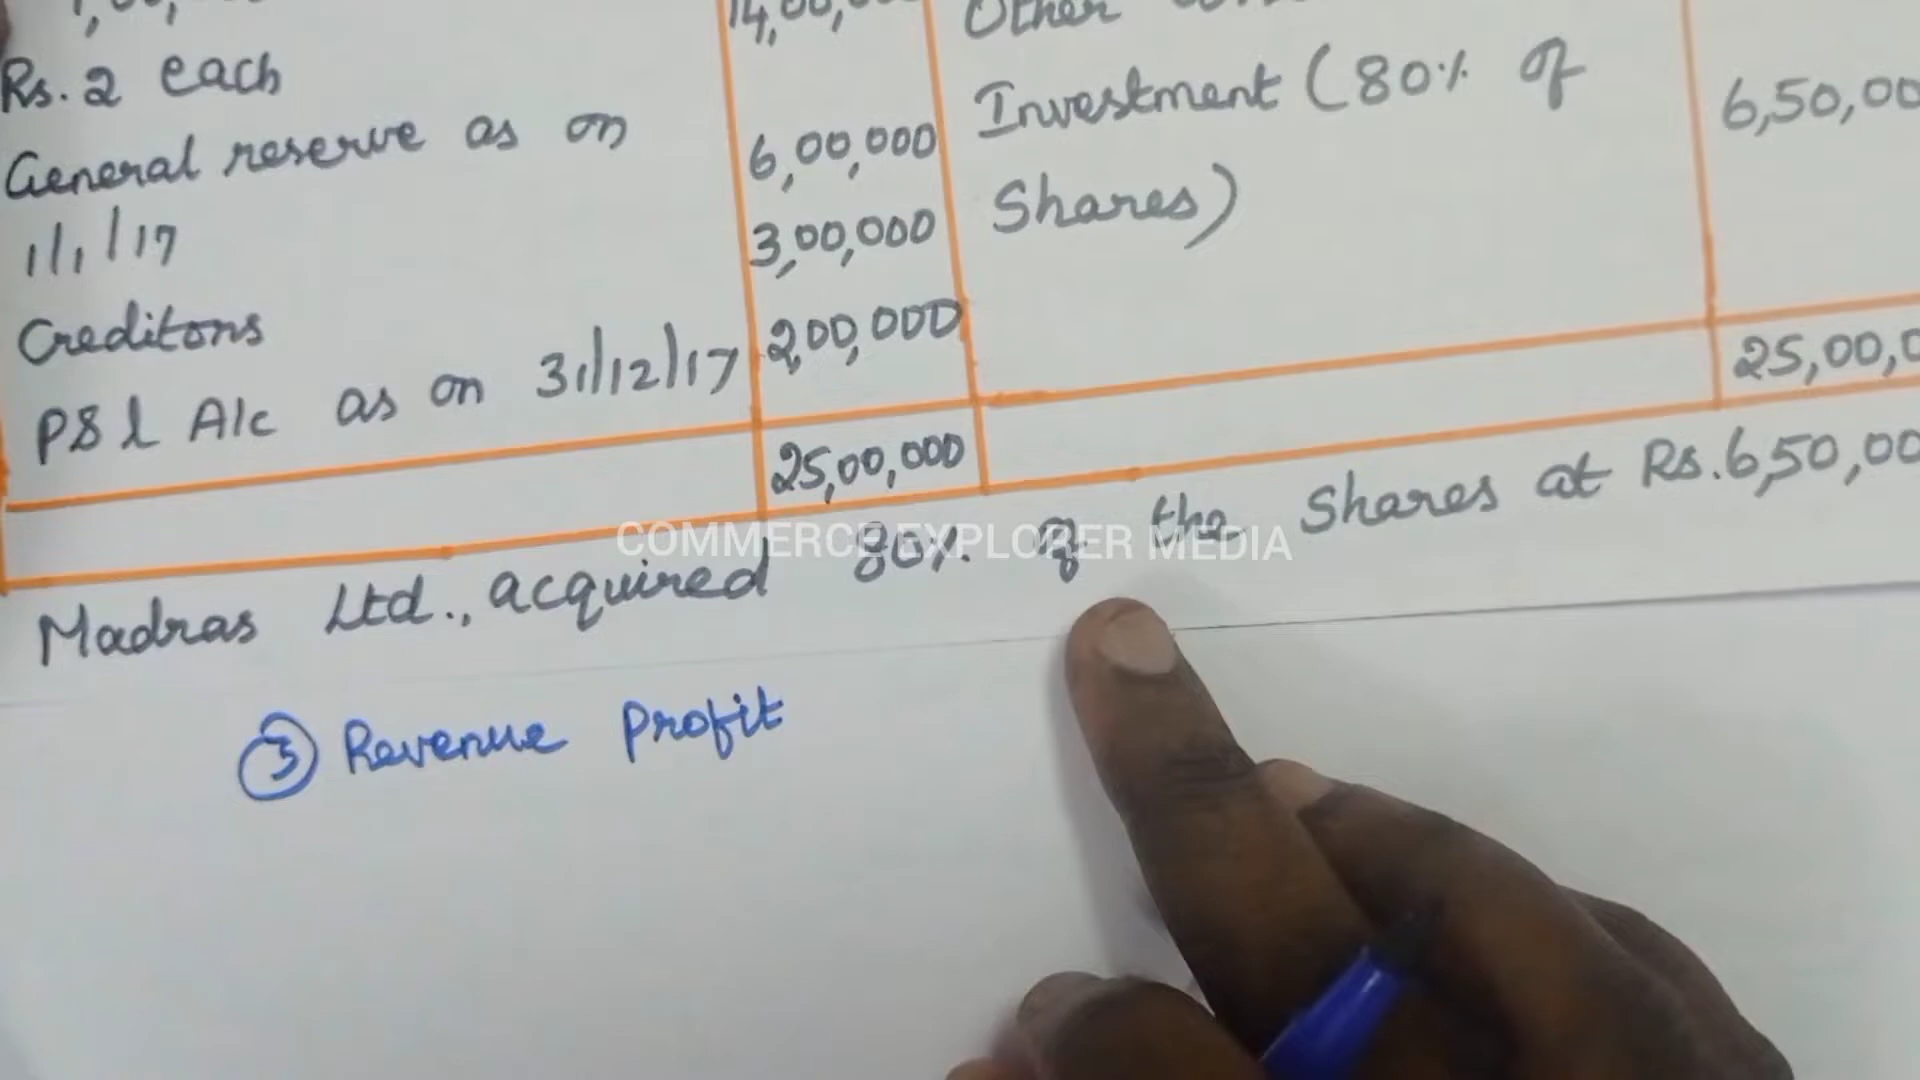 Rs. 2 each
General reserve as on
1/1/17
Creditors
P & L A/c as on 31/12/17
6,00,000
3,00,000
2,00,000
25,00,000
Other
Investment (80% of
Shares)
6,50,00
25,00,0
Madras Ltd., acquired 80% of the Shares at Rs.6,50,00
COMMERCE EXPLORER MEDIA
③ Revenue Profit